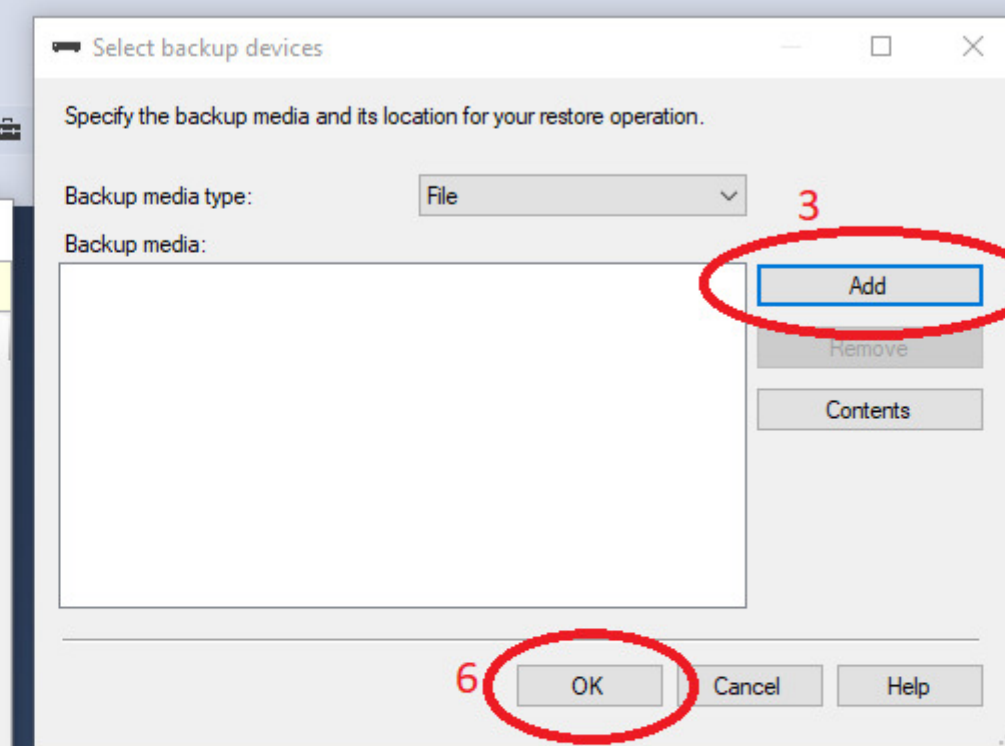 Select backup devices
Specify the backup media and its location for your restore operation.
Backup media type:
File
3
Backup media:
Add
Remove
Contents
6
OK
Cancel
Help